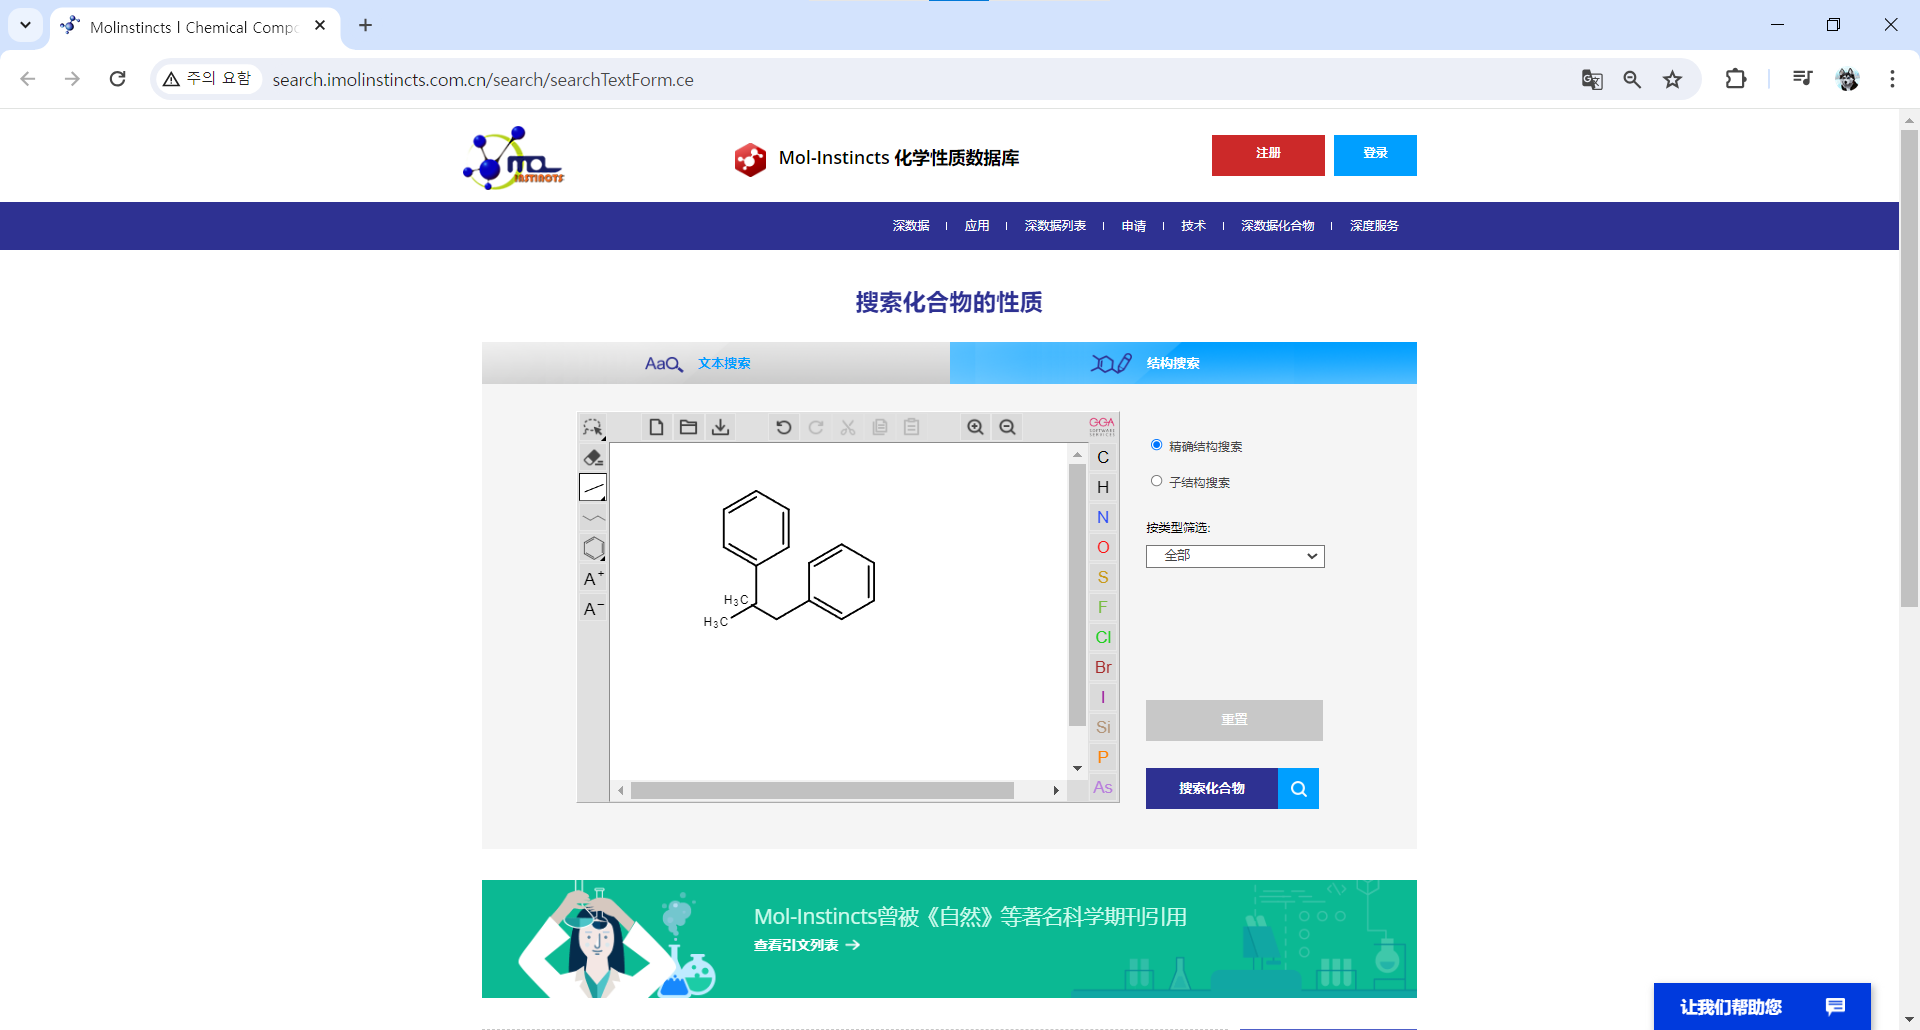 Molinstincts | Chemical Compo
주의 요함
search.imolinstincts.com.cn/search/searchTextForm.ce
MOL
INSTINCTS
Mol-Instincts 化学性质数据库
注册
登录
深数据 | 应用 | 深数据列表 | 申请 | 技术 | 深数据化合物 | 深度服务
搜索化合物的性质
AaQ 文本搜索
结构搜索
GGA
SOFTWARE
SERVICES
C
H
N
O
S
F
Cl
Br
I
Si
P
As
A+
A−
H3C
H3C
精确结构搜索
子结构搜索
按类型筛选:
全部
重置
搜索化合物
Mol-Instincts曾被《自然》等著名科学期刊引用
查看引文列表 →
让我们帮助您